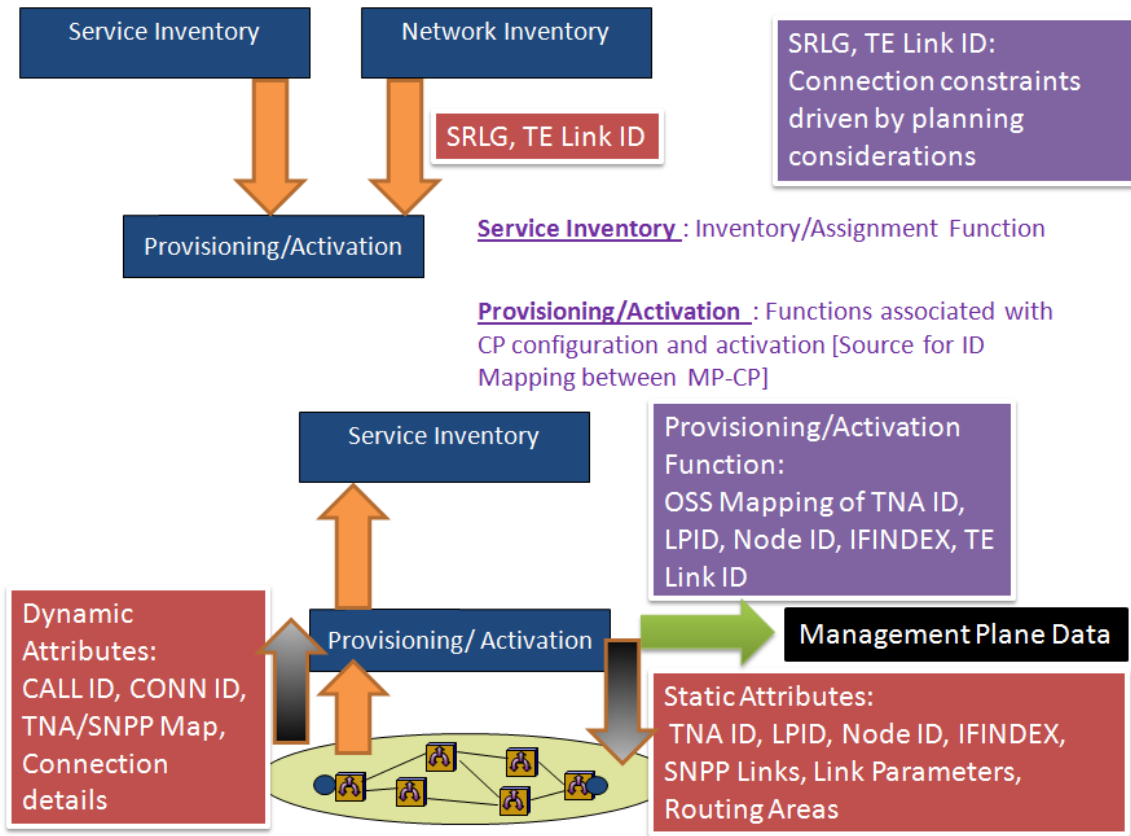 Service Inventory
Network Inventory
SRLG, TE Link ID:
Connection constraints
driven by planning
considerations
SRLG, TE Link ID
Provisioning/Activation
Service Inventory : Inventory/Assignment Function
Provisioning/Activation : Functions associated with
CP configuration and activation [Source for ID
Mapping between MP-CP]
Service Inventory
Provisioning/Activation
Function:
OSS Mapping of TNA ID,
LPID, Node ID, IFINDEX, TE
Link ID
Dynamic
Attributes:
CALL ID, CONN ID,
TNA/SNPP Map,
Connection
details
Provisioning/ Activation
Management Plane Data
Static Attributes:
TNA ID, LPID, Node ID, IFINDEX,
SNPP Links, Link Parameters,
Routing Areas